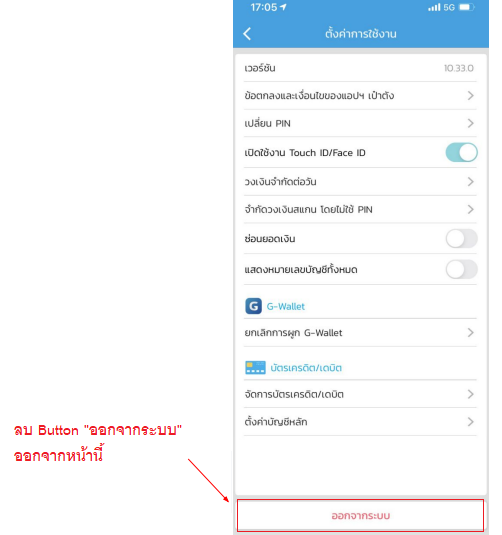 17:05
5G
ตั้งค่าการใช้งาน
เวอร์ชัน 10.33.0
ข้อตกลงและเงื่อนไขของแอปฯ เป๋าตัง
เปลี่ยน PIN
เปิดใช้งาน Touch ID/Face ID
วงเงินจำกัดต่อวัน
จำกัดวงเงินสแกน โดยไม่ใช้ PIN
ซ่อนยอดเงิน
แสดงหมายเลขบัญชีทั้งหมด
G G-Wallet
ยกเลิกการผูก G-Wallet
บัตรเครดิต/เดบิต
จัดการบัตรเครดิต/เดบิต
ตั้งค่าบัญชีหลัก
ลบ Button "ออกจากระบบ"
ออกจากหน้านี้
ออกจากระบบ